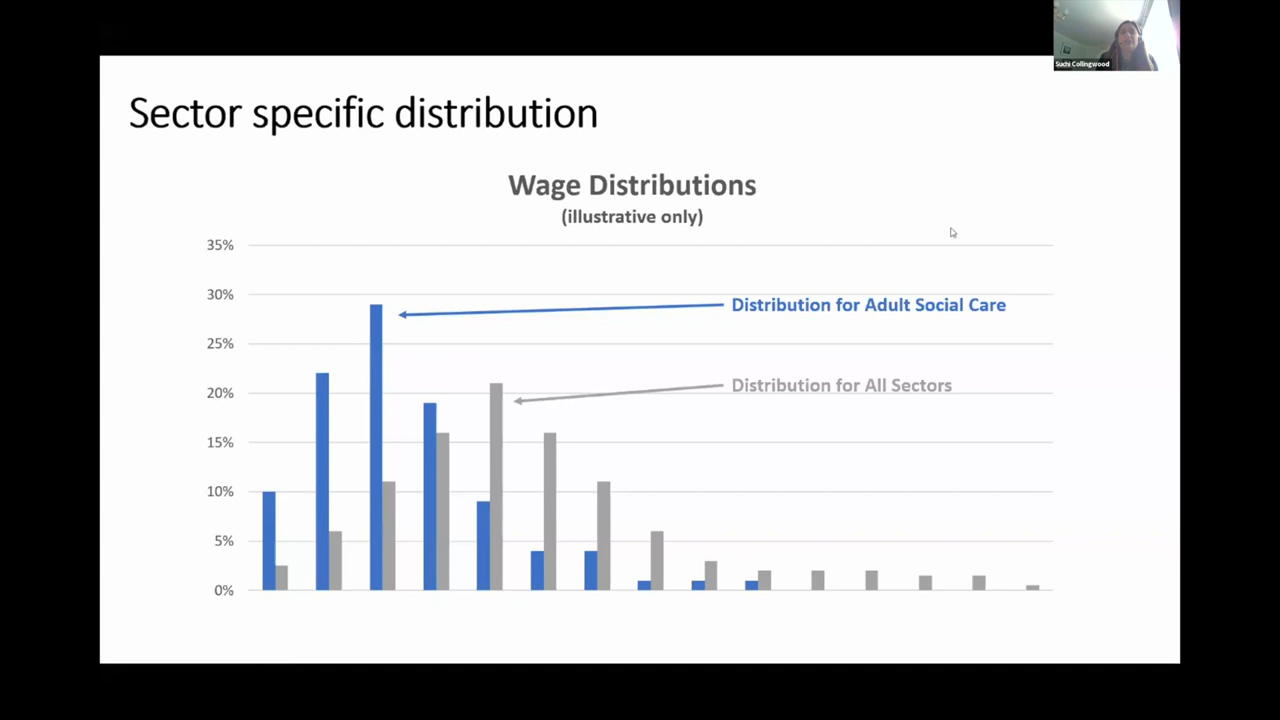 Suchi Collingwood
Sector specific distribution
Wage Distributions
(illustrative only)
35%
30%
25%
20%
15%
10%
5%
0%
Distribution for Adult Social Care
Distribution for All Sectors